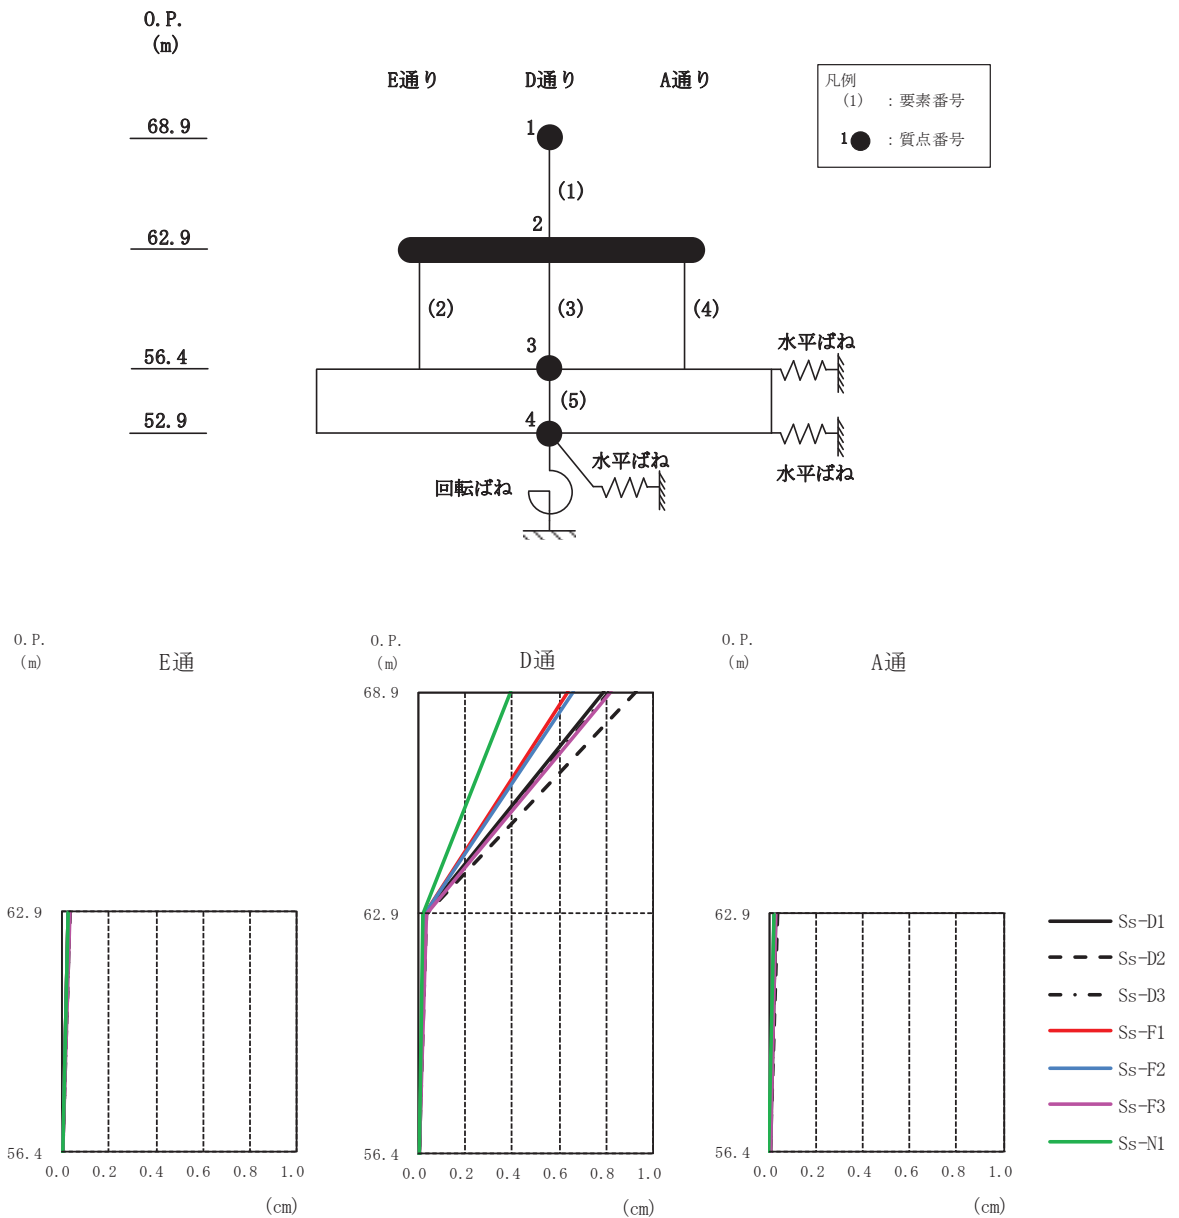 O.P.
(m)
E通り
D通り
A通り
凡例
(1) :要素番号
1 :質点番号
68.9
1
(1)
2
62.9
(2)
(3)
(4)
3
56.4
水平ばね
(5)
4
52.9
水平ばね
水平ばね
回転ばね
O.P.
(m)
E通
62.9
56.4
0.0 0.2 0.4 0.6 0.8 1.0
(cm)
O.P.
(m)
D通
68.9
62.9
56.4
0.0 0.2 0.4 0.6 0.8 1.0
(cm)
O.P.
(m)
A通
62.9
56.4
0.0 0.2 0.4 0.6 0.8 1.0
(cm)
Ss-D1
Ss-D2
Ss-D3
Ss-F1
Ss-F2
Ss-F3
Ss-N1